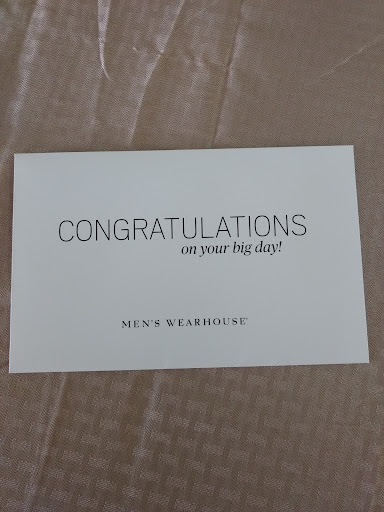 CONGRATULATIONS
on your big day!
MEN'S WEARHOUSE®